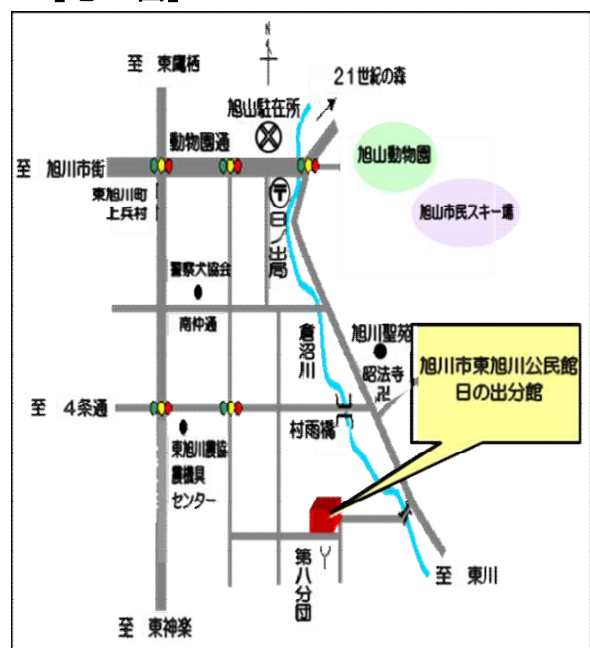 N
至 東鷹栖
21世紀の森
旭山駐在所
動物園通
至 旭川市街
旭山動物園
東旭川町
上兵村
〒
日ノ出局
旭山市民スキー場
警察犬協会
南仲通
倉沼川
旭川聖苑
昭法寺
卍
旭川市東旭川公民館
日の出分館
至 4条通
村雨橋
東旭川農協
農機具
センター
第八分団
至 東川
至 東神楽